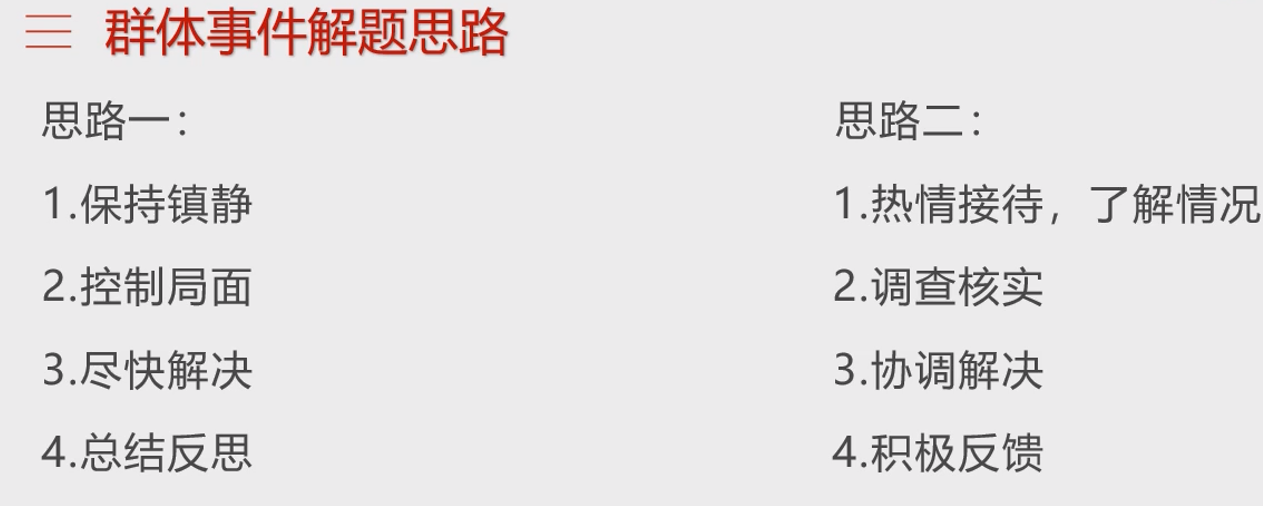 群体事件解题思路
思路一：
1.保持镇静
2.控制局面
3.尽快解决
4.总结反思
思路二：
1.热情接待，了解情况
2.调查核实
3.协调解决
4.积极反馈